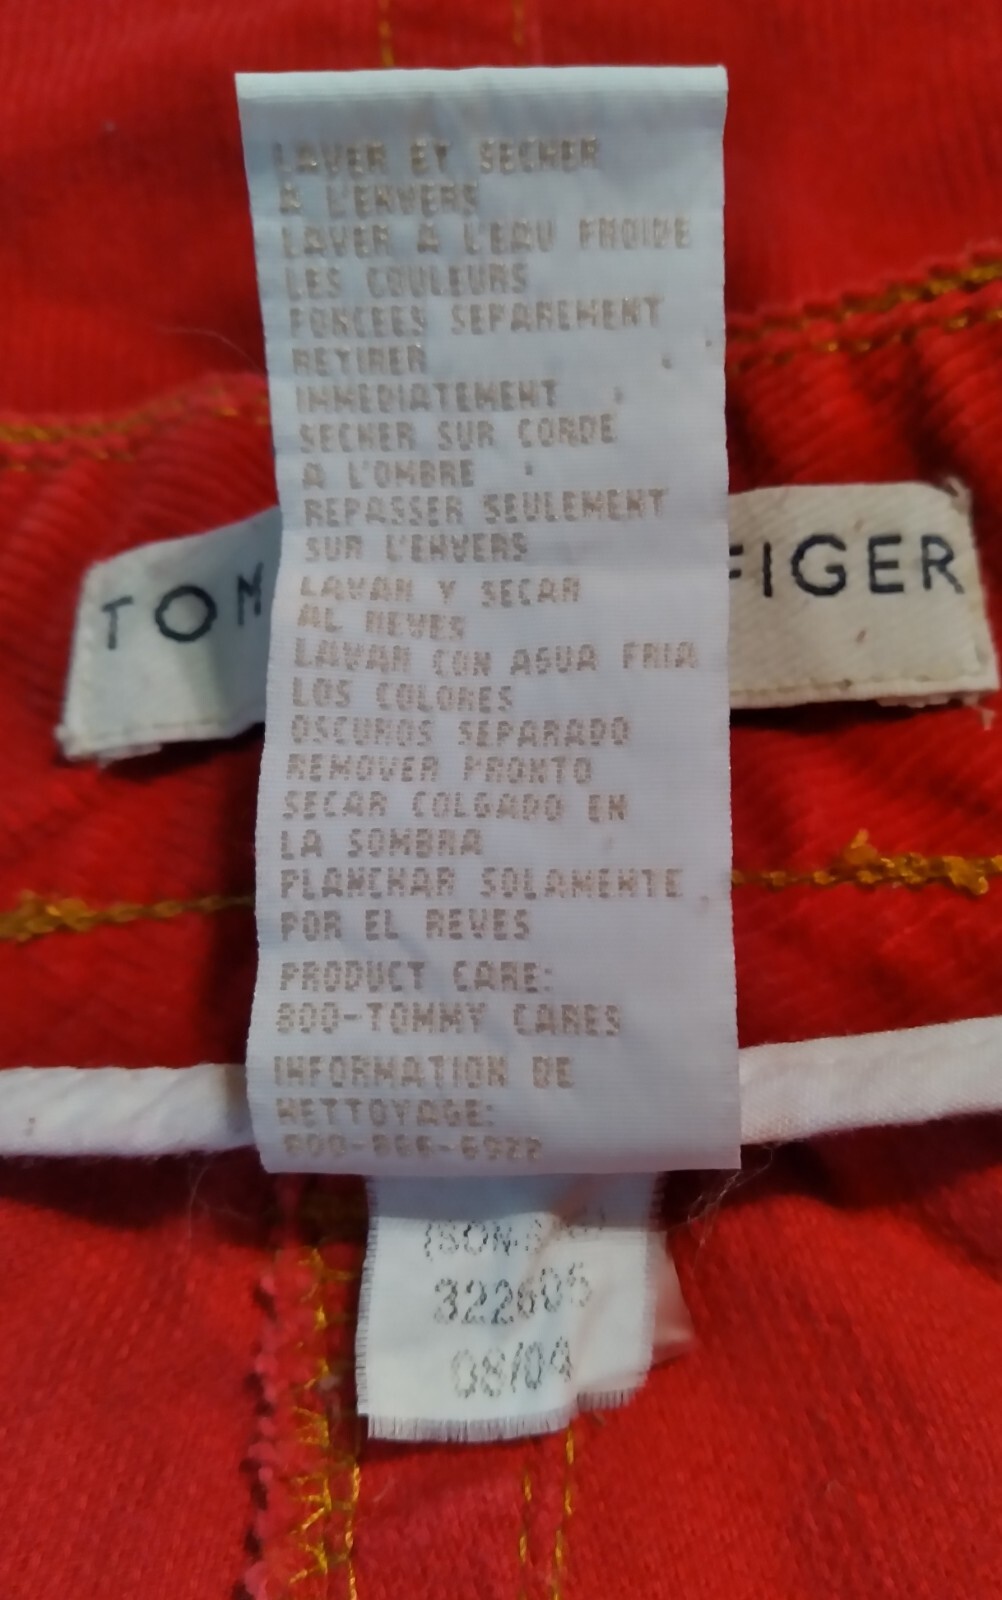 LAVER ET SECHER
A L'ENVERS
LAVER A L'EAU FROIDE
LES COULEURS
FONCEES SEPAREMENT
RETIRER
IMMEDIATEMENT
SECHER SUR CORDE
A L'OMBRE
REPASSER SEULEMENT
SUR L'ENVERS
LAVAR Y SECAR
AL REVES
LAVAR CON AGUA FRIA
LOS COLORES
OSCUROS SEPARADO
REMOVER PRONTO
SECAR COLGADO EN
LA SOMBRA
PLANCHAR SOLAMENTE
POR EL REVES
PRODUCT CARE:
800-TOMMY CARES
INFORMATION DE
NETTOYAGE:
800-866-6922
TOM FIGER
322605
08/04